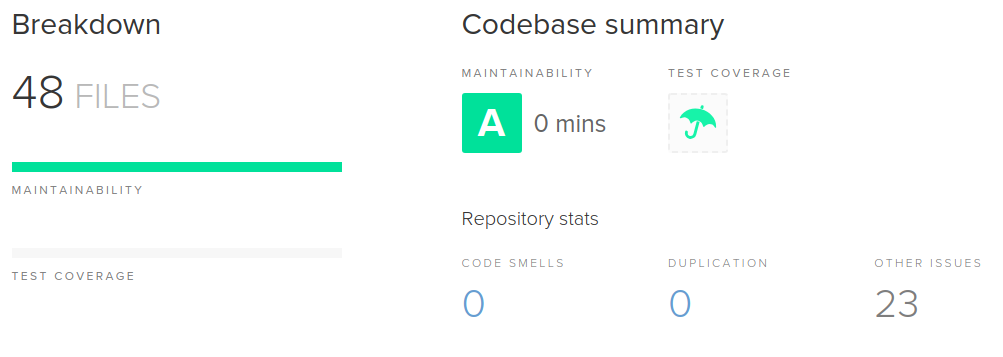 Breakdown
48 FILES
MAINTAINABILITY
TEST COVERAGE
Codebase summary
MAINTAINABILITY
TEST COVERAGE
A 0 mins
Repository stats
CODE SMELLS
DUPLICATION
OTHER ISSUES
0
0
23